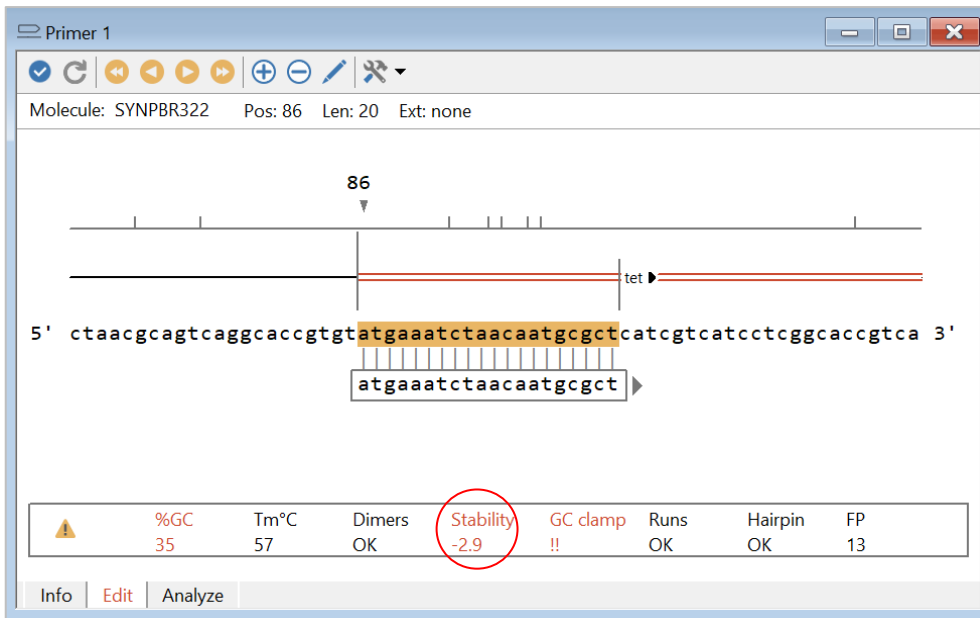 Primer 1
Molecule: SYNPBR322 Pos: 86 Len: 20 Ext: none
86
tet
5' ctaacgcagtcaggcaccgtgtatgaaatctaacaatgcgctcatcgtcatcctcggcaccgtca 3'
atgaaatctaacaatgcgct
%GC Tm°C Dimers Stability GC clamp Runs Hairpin FP
35 57 OK -2.9 !! OK OK 13
Info Edit Analyze